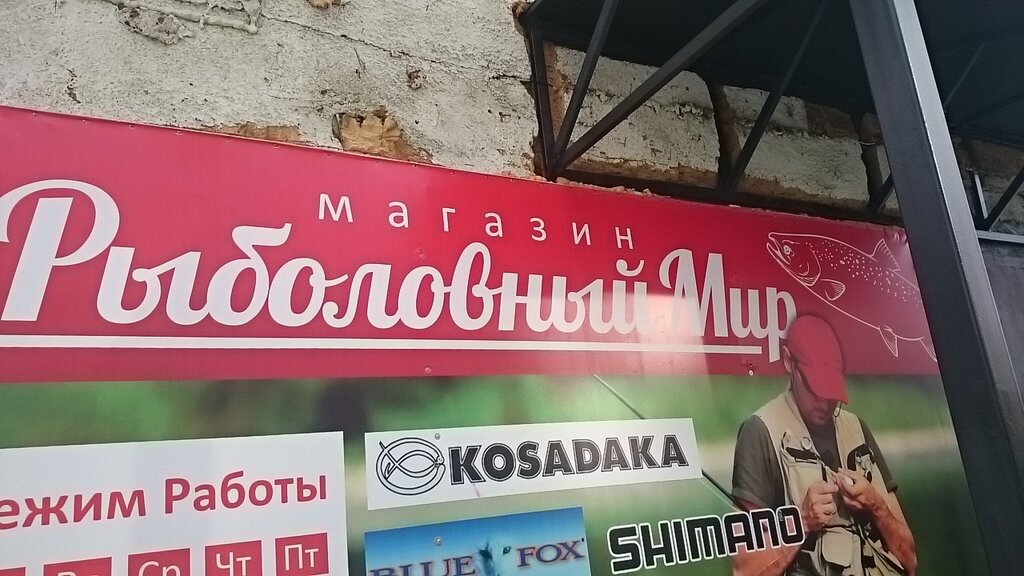 магазин
Рыболовный Мир
KOSADAKA
ежим Работы
Ср Чт Пт
BLUE FOX
SHIMANO